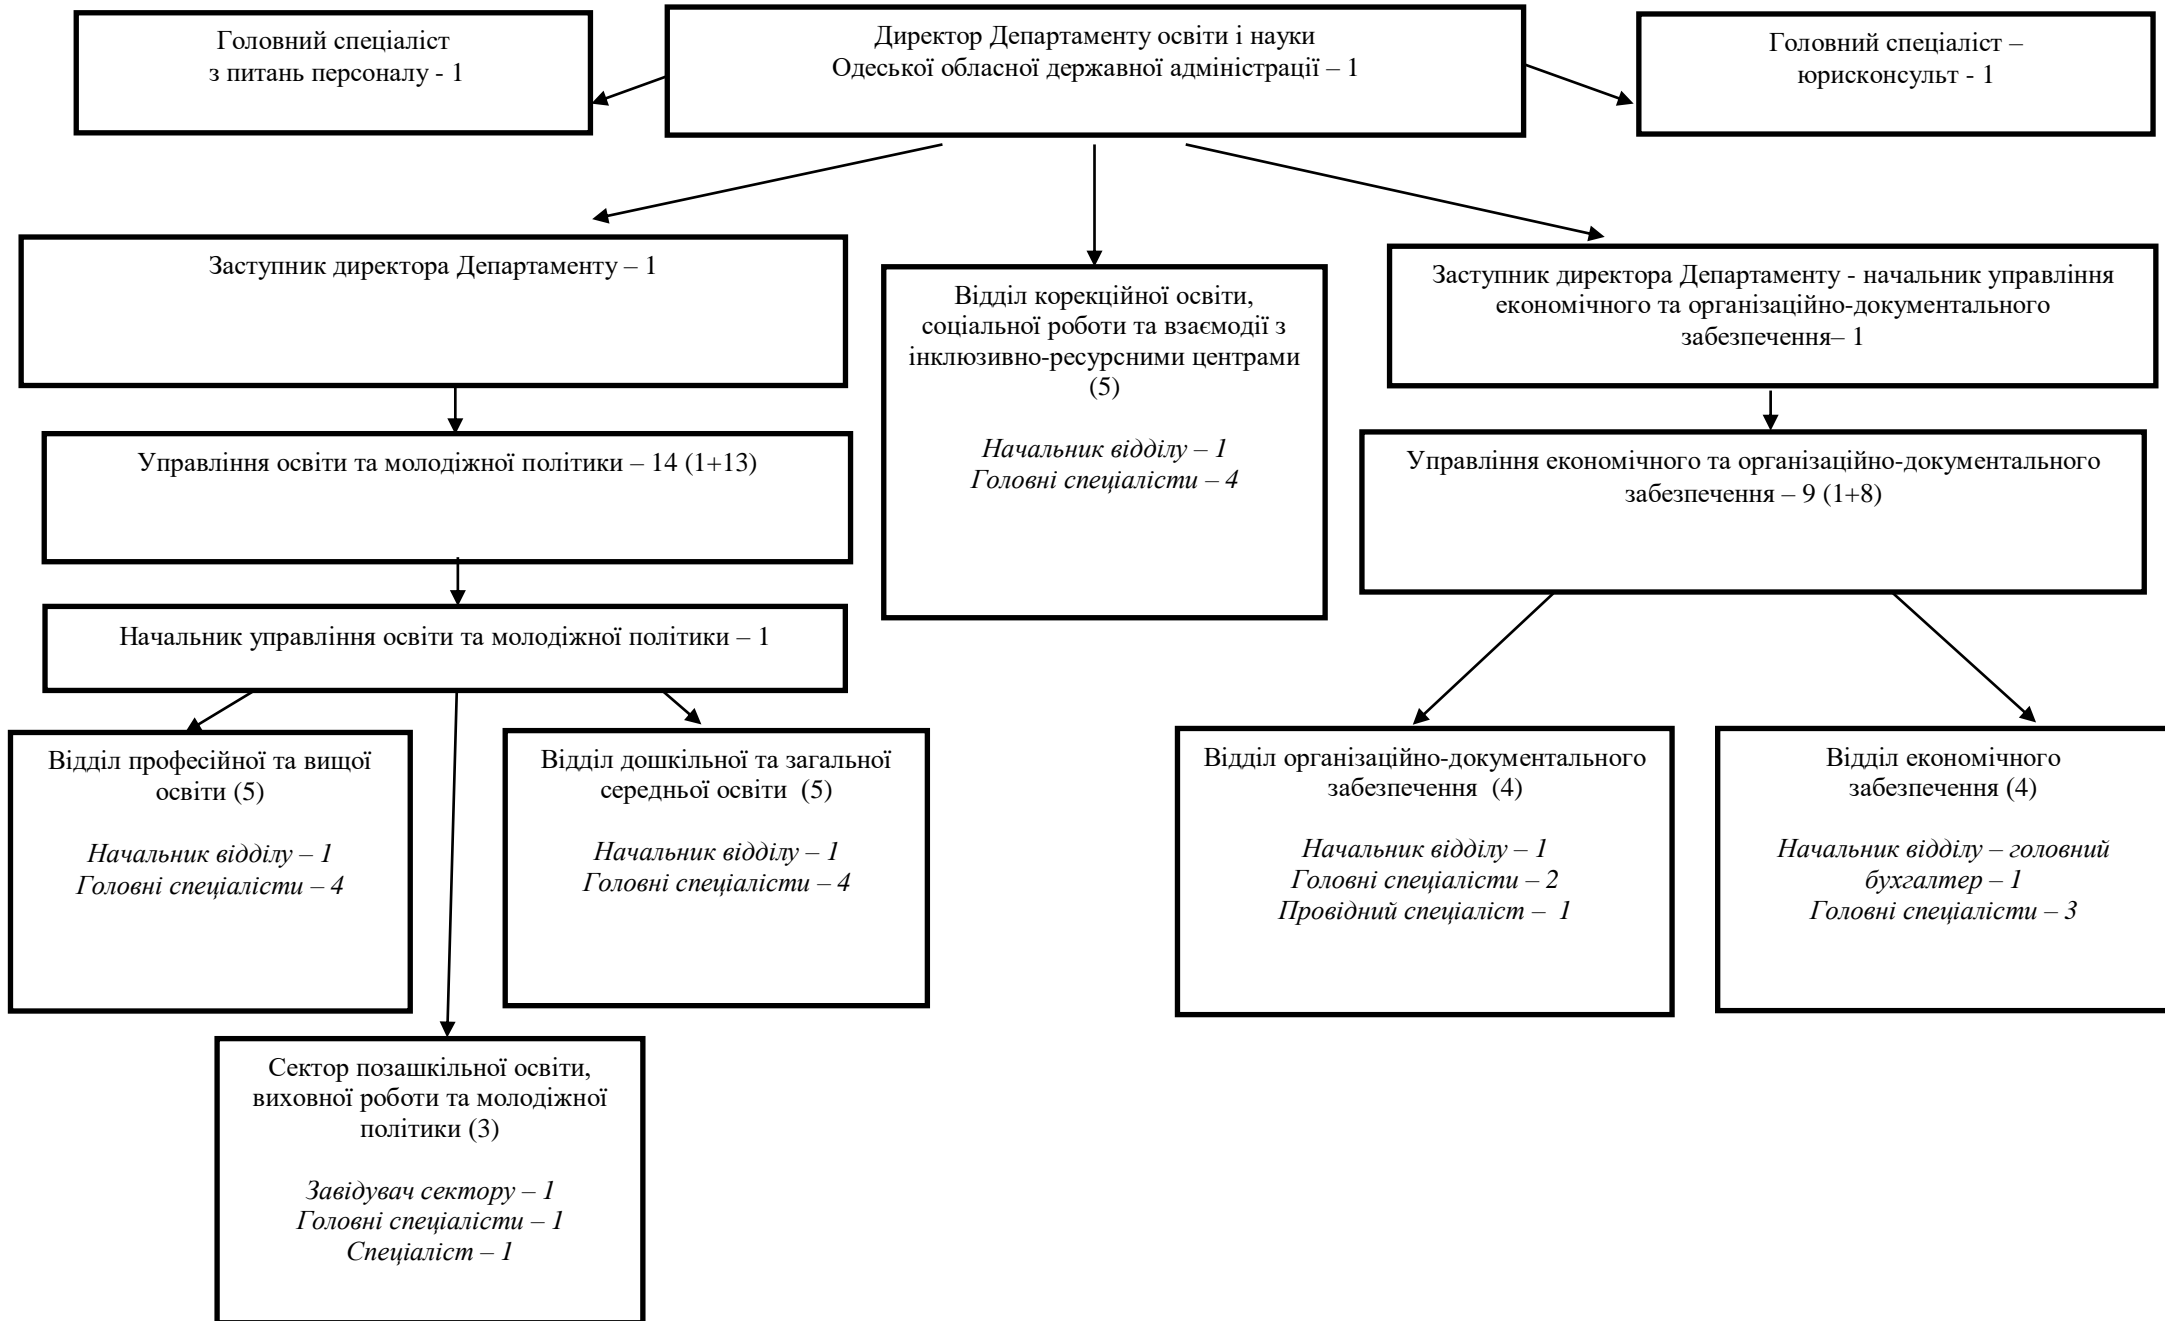 Головний спеціаліст
з питань персоналу - 1
Директор Департаменту освіти і науки
Одеської обласної державної адміністрації – 1
Головний спеціаліст –
юрисконсульт - 1
Заступник директора Департаменту – 1
Відділ корекційної освіти,
соціальної роботи та взаємодії з
інклюзивно-ресурсними центрами
(5)
Начальник відділу – 1
Головні спеціалісти – 4
Заступник директора Департаменту - начальник управління
економічного та організаційно-документального
забезпечення– 1
Управління освіти та молодіжної політики – 14 (1+13)
Управління економічного та організаційно-документального
забезпечення – 9 (1+8)
Начальник управління освіти та молодіжної політики – 1
Відділ професійної та вищої
освіти (5)
Начальник відділу – 1
Головні спеціалісти – 4
Відділ дошкільної та загальної
середньої освіти  (5)
Начальник відділу – 1
Головні спеціалісти – 4
Відділ організаційно-документального
забезпечення  (4)
Начальник відділу – 1
Головні спеціалісти – 2
Провідний спеціаліст –  1
Відділ економічного
забезпечення (4)
Начальник відділу – головний
бухгалтер – 1
Головні спеціалісти – 3
Сектор позашкільної освіти,
виховної роботи та молодіжної
політики (3)
Завідувач сектору – 1
Головні спеціалісти – 1
Спеціаліст – 1